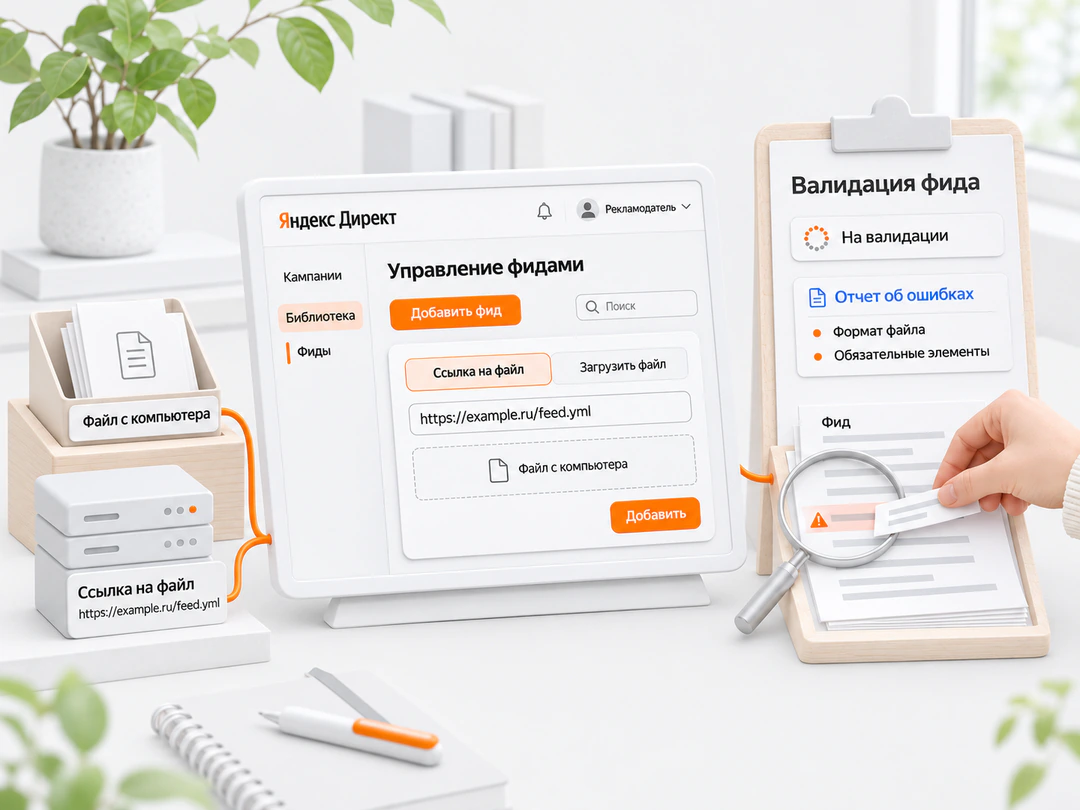 Яндекс Директ
Рекламодатель
Кампании
Библиотека
Фиды
Управление фидами
Добавить фид
Поиск
Ссылка на файл
Загрузить файл
https://example.ru/feed.yml
Файл с компьютера
Добавить
Файл с компьютера
Ссылка на файл
https://example.ru/feed.yml
Валидация фида
На валидации
Отчет об ошибках
Формат файла
Обязательные элементы
Фид